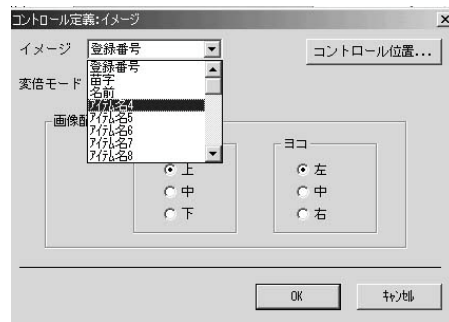 コントロール定義:イメージ
イメージ 登録番号 コントロール位置...
登録番号
苗字
変倍モード
名前
ｱｲﾃﾑ名4
ｱｲﾃﾑ名5
ｱｲﾃﾑ名6
ｱｲﾃﾑ名7
ｱｲﾃﾑ名8
画像
ヨコ
上 左
中 中
下 右
OK ｷｬﾝｾﾙ